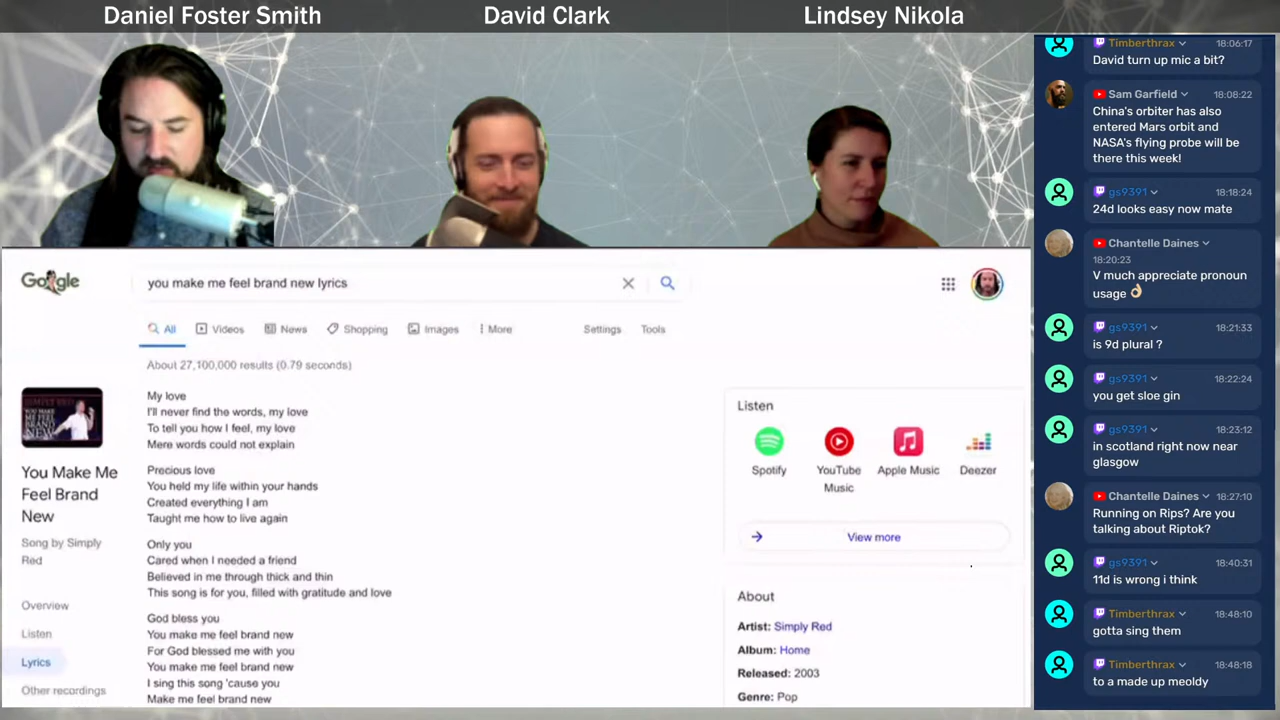 Daniel Foster Smith
David Clark
Lindsey Nikola
Google
you make me feel brand new lyrics
All
Videos
News
Shopping
Images
More
Settings
Tools
About 27,100,000 results (0.79 seconds)
You Make Me
Feel Brand
New
Song by Simply
Red
Overview
Listen
Lyrics
Other recordings
My love
I'll never find the words, my love
To tell you how I feel, my love
Mere words could not explain
Precious love
You held my life within your hands
Created everything I am
Taught me how to live again
Only you
Cared when I needed a friend
Believed in me through thick and thin
This song is for you, filled with gratitude and love
God bless you
You make me feel brand new
For God blessed me with you
You make me feel brand new
I sing this song 'cause you
Make me feel brand new
Listen
Spotify
YouTube
Music
Apple Music
Deezer
View more
About
Artist: Simply Red
Album: Home
Released: 2003
Genre: Pop
Timberthrax 18:06:17
David turn up mic a bit?
Sam Garfield 18:08:22
China's orbiter has also
entered Mars orbit and
NASA's flying probe will be
there this week!
gs9391 18:18:24
24d looks easy now mate
Chantelle Daines
18:20:23
V much appreciate pronoun
usage 👌
gs9391 18:21:33
is 9d plural ?
gs9391 18:22:24
you get sloe gin
gs9391 18:23:12
in scotland right now near
glasgow
Chantelle Daines 18:27:10
Running on Rips? Are you
talking about Riptok?
gs9391 18:40:31
11d is wrong i think
Timberthrax 18:48:10
gotta sing them
Timberthrax 18:48:18
to a made up meoldy